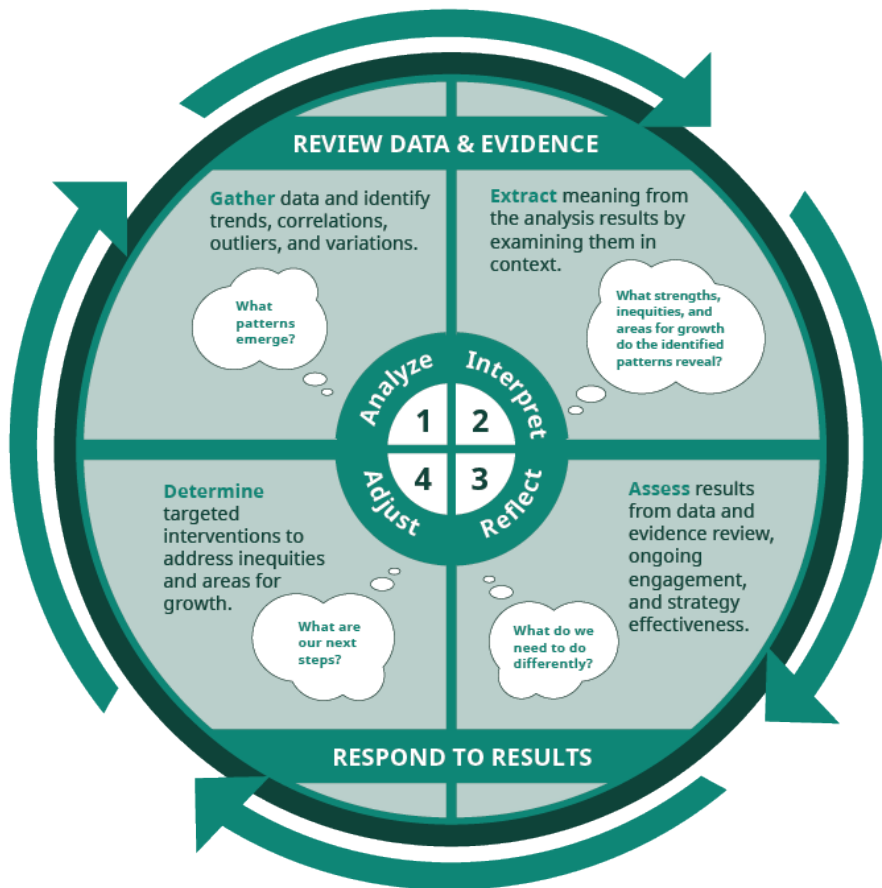 REVIEW DATA & EVIDENCE
Gather data and identify
trends, correlations,
outliers, and variations.
What
patterns
emerge?
Extract meaning from
the analysis results by
examining them in
context.
What strengths,
inequities, and
areas for growth
do the identified
patterns reveal?
Analyze
Interpret
1
2
4
3
Adjust
Reflect
Determine
targeted
interventions to
address inequities
and areas for
growth.
What are
our next
steps?
Assess results
from data and
evidence review,
ongoing
engagement,
and strategy
effectiveness.
What do we
need to do
differently?
RESPOND TO RESULTS